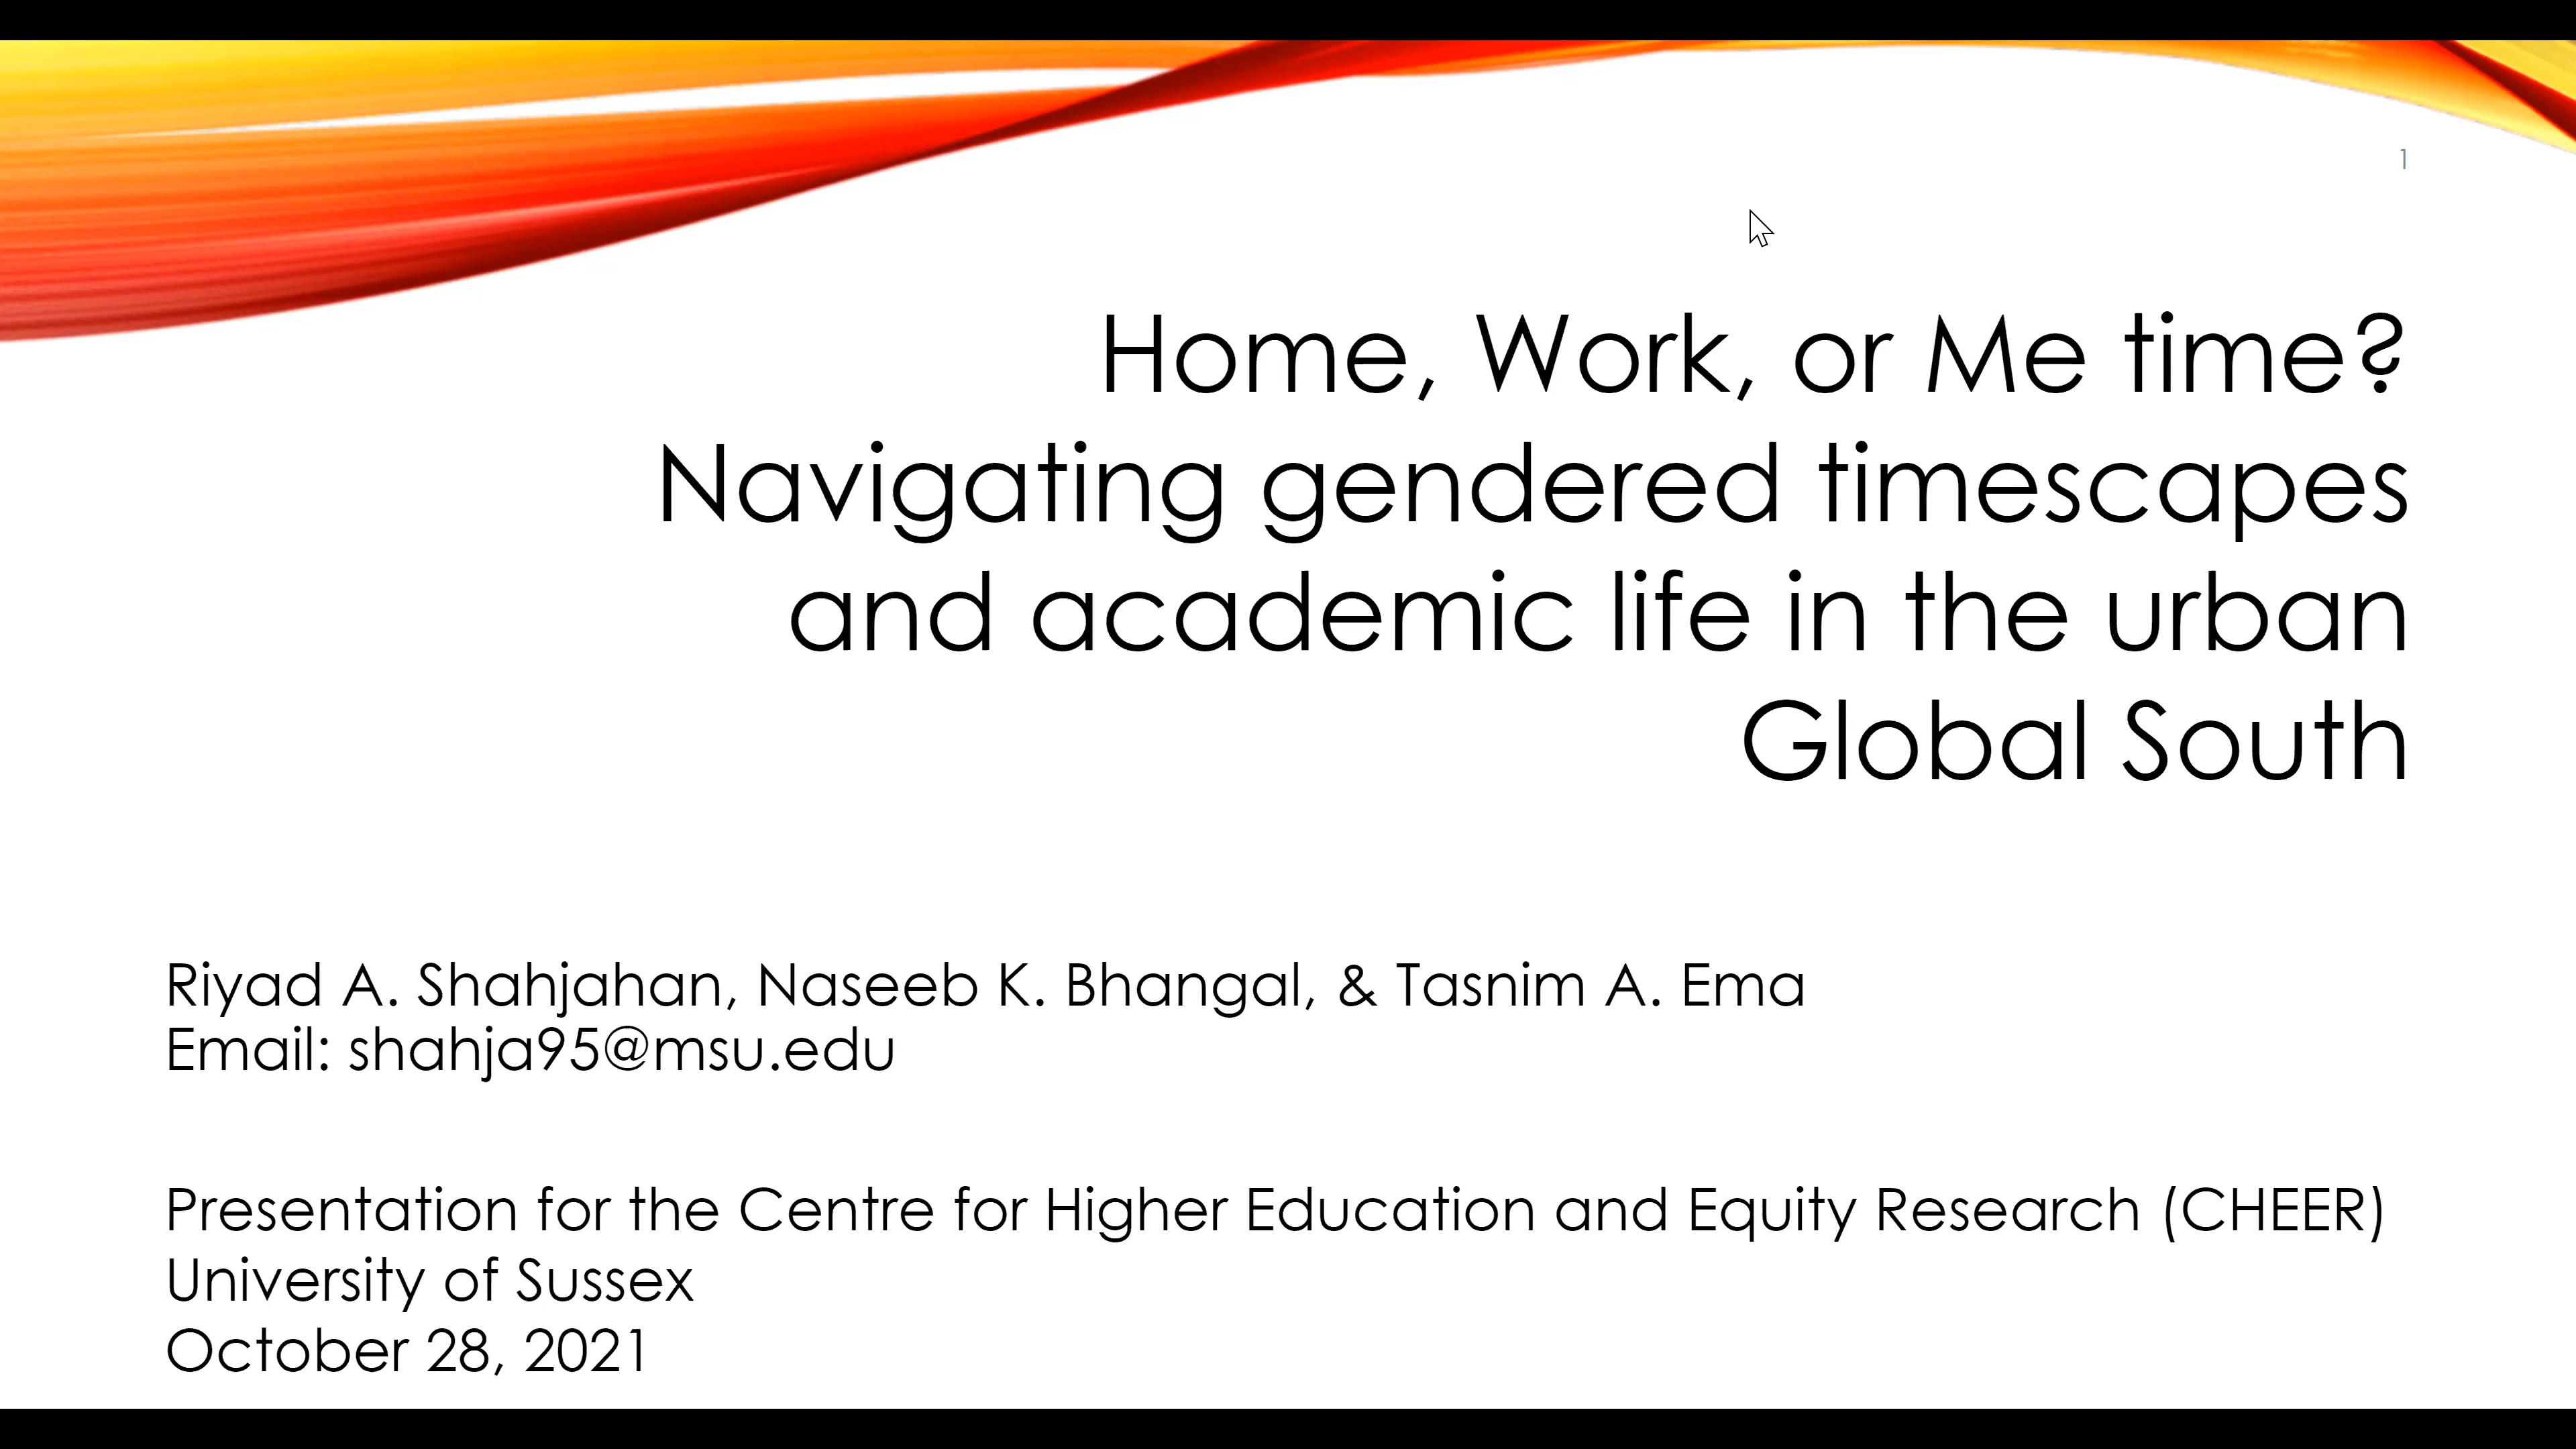 1
Home, Work, or Me time?
Navigating gendered timescapes
and academic life in the urban
Global South
Riyad A. Shahjahan, Naseeb K. Bhangal, & Tasnim A. Ema
Email: shahja95@msu.edu
Presentation for the Centre for Higher Education and Equity Research (CHEER)
University of Sussex
October 28, 2021